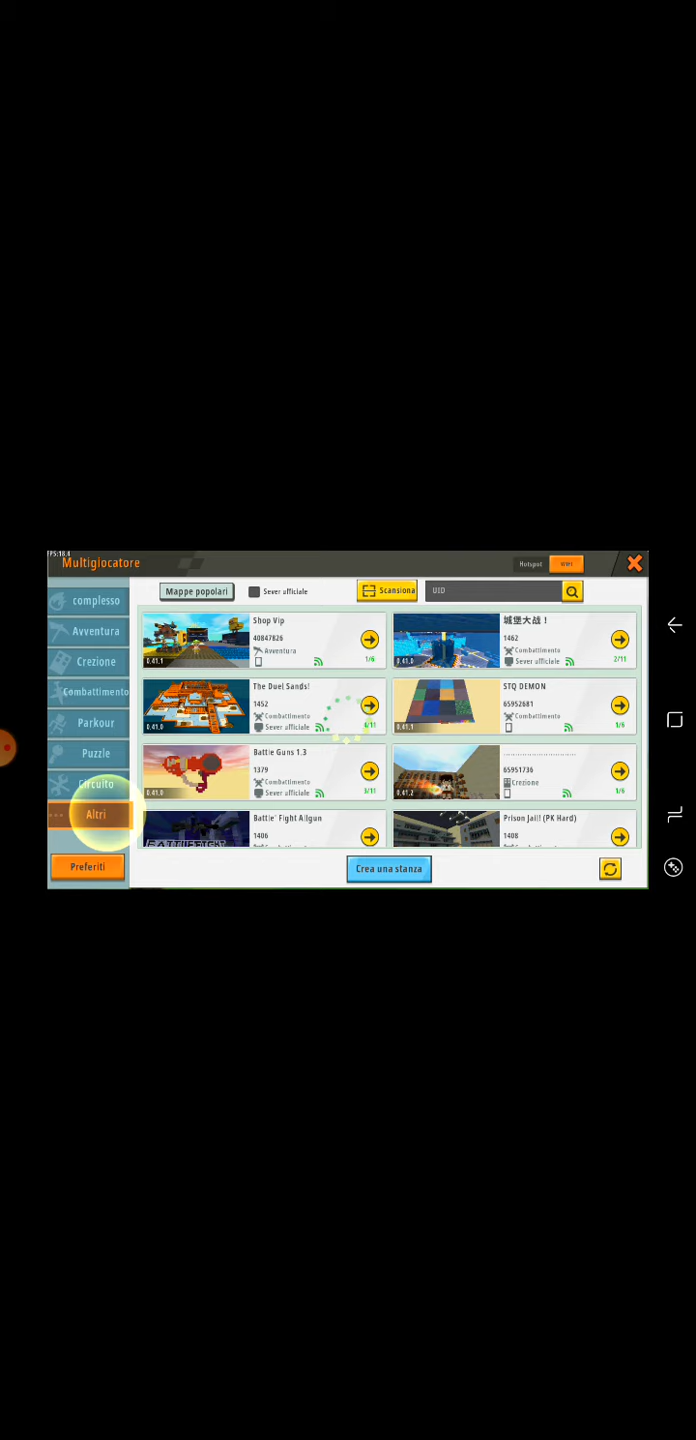 FPS:18.4
Multigiocatore
Hotspot
WIFI
complesso
Avventura
Crezione
Combattimento
Parkour
Puzzle
Circuito
Altri
Preferiti
Mappe popolari
Sever ufficiale
Scansiona
UID
Shop Vip
40847826
Avventura
1/6
0.41.1
城堡大战！
1462
Combattimento
Sever ufficiale
2/11
0.41.0
The Duel Sands!
1452
Combattimento
Sever ufficiale
0.41.0
STQ DEMON
65952681
Combattimento
1/6
0.41.1
Battle Guns 1.3
1379
Combattimento
Sever ufficiale
3/11
0.41.0
65951736
Crezione
1/6
0.41.2
Battle' Fight Allgun
1406
Prison Jail! (PK Hard)
1408
Crea una stanza